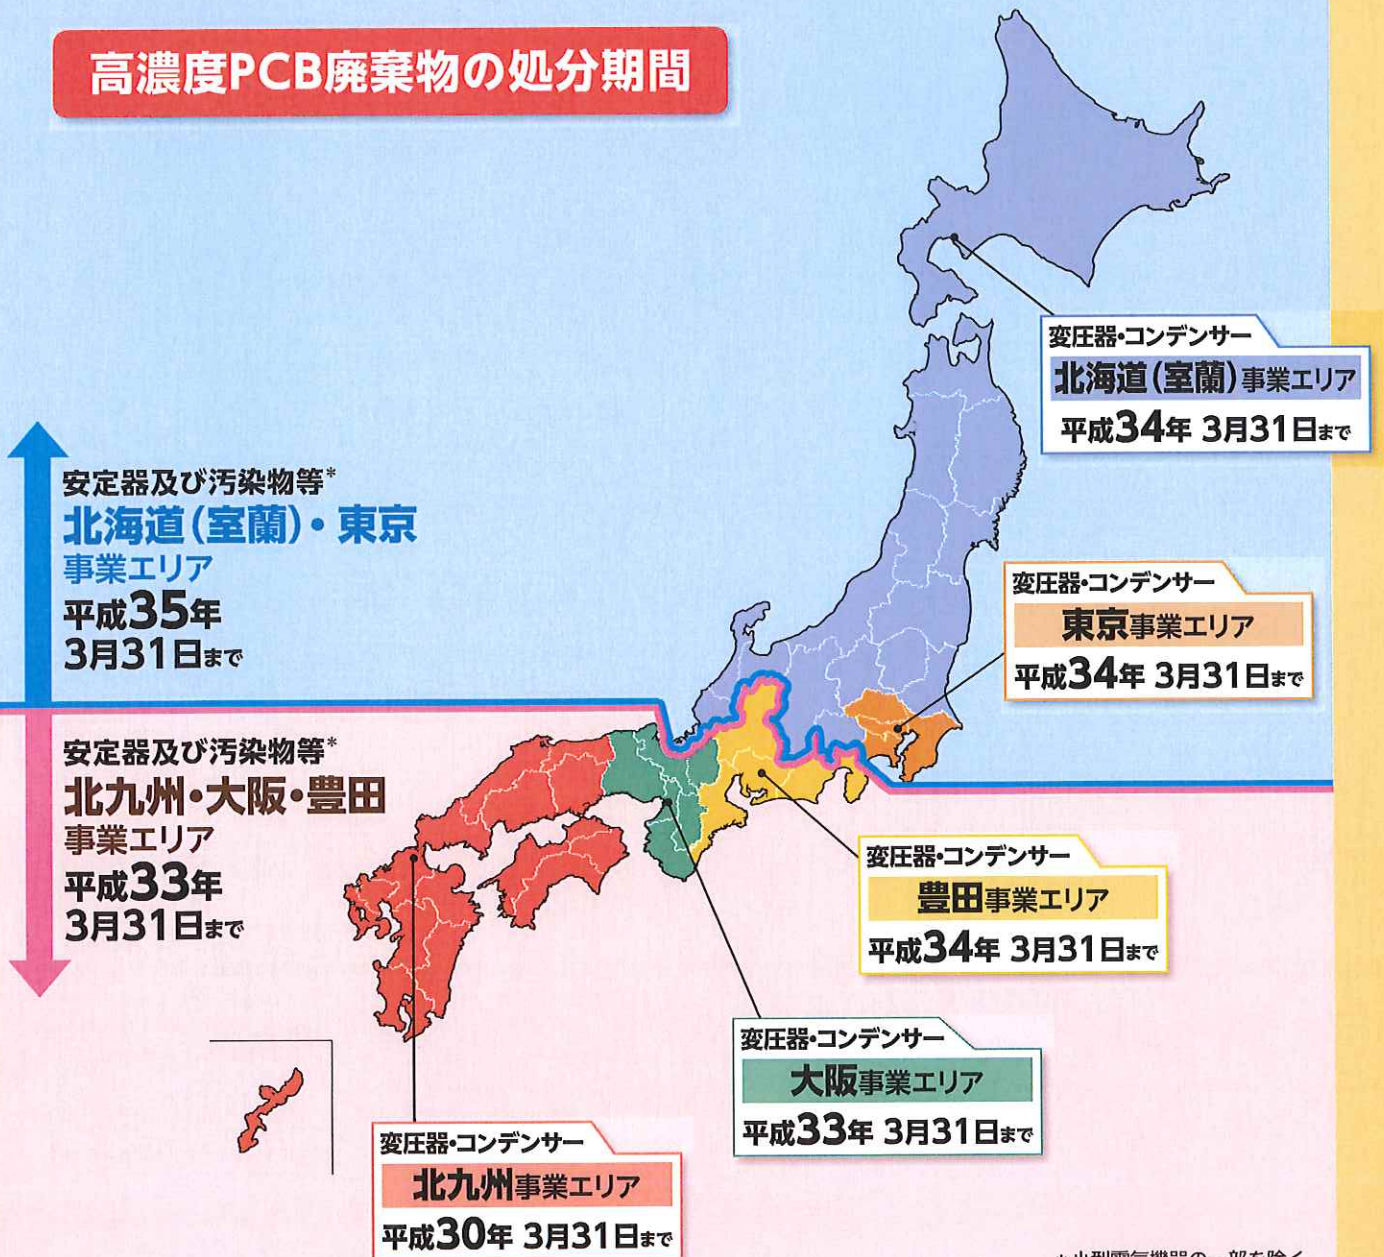 高濃度PCB廃棄物の処分期間
変圧器・コンデンサー
北海道(室蘭)事業エリア
平成34年 3月31日まで
安定器及び汚染物等*
北海道(室蘭)・東京
事業エリア
平成35年
3月31日まで
変圧器・コンデンサー
東京事業エリア
平成34年 3月31日まで
安定器及び汚染物等*
北九州・大阪・豊田
事業エリア
平成33年
3月31日まで
変圧器・コンデンサー
豊田事業エリア
平成34年 3月31日まで
変圧器・コンデンサー
大阪事業エリア
平成33年 3月31日まで
変圧器・コンデンサー
北九州事業エリア
平成30年 3月31日まで